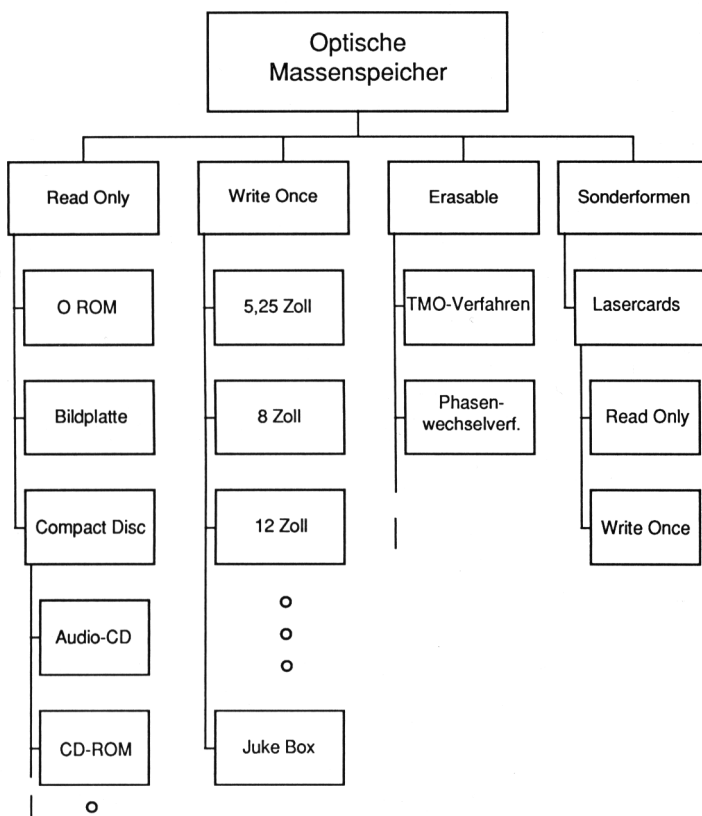 Optische
Massenspeicher
Read Only
Write Once
Erasable
Sonderformen
O ROM
5,25 Zoll
TMO-Verfahren
Lasercards
Bildplatte
8 Zoll
Phasen-
wechselverf.
Read Only
Compact Disc
12 Zoll
Write Once
Audio-CD
CD-ROM
Juke Box